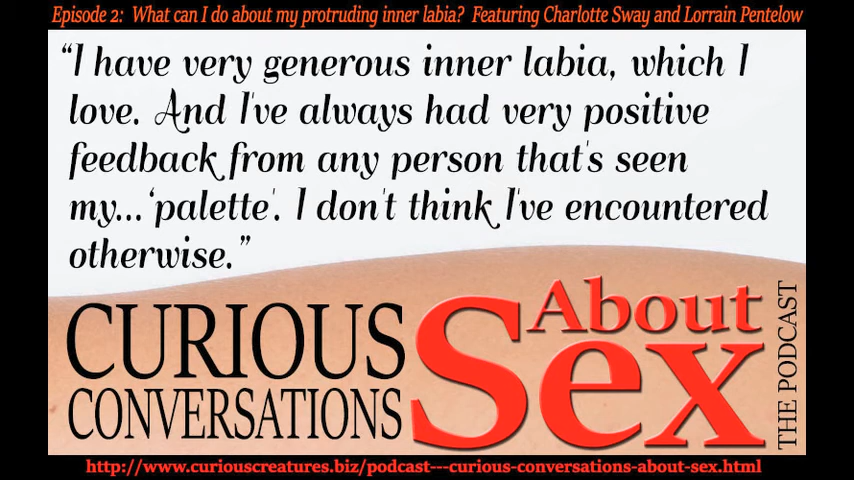 Episode 2:  What can I do about my protruding inner labia?  Featuring Charlotte Sway and Lorrain Pentelow
“I have very generous inner labia, which I
love. And I've always had very positive
feedback from any person that's seen
my...‘palette’. I don't think I've encountered
otherwise.”
CURIOUS
CONVERSATIONS
About
Sex
THE PODCAST
http://www.curiouscreatures.biz/podcast---curious-conversations-about-sex.html